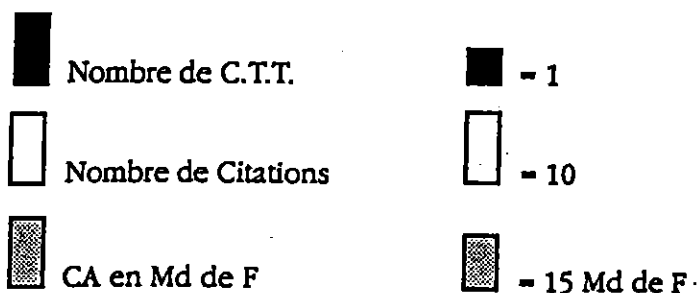 Nombre de C.T.T. = 1
Nombre de Citations = 10
CA en Md de F = 15 Md de F